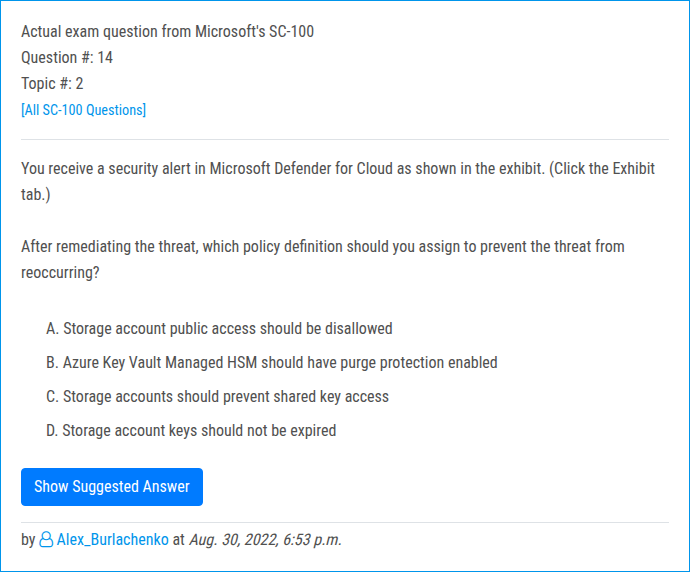 Actual exam question from Microsoft's SC-100
Question #: 14
Topic #: 2
[All SC-100 Questions]
You receive a security alert in Microsoft Defender for Cloud as shown in the exhibit. (Click the Exhibit
tab.)
After remediating the threat, which policy definition should you assign to prevent the threat from
reoccurring?
A. Storage account public access should be disallowed
B. Azure Key Vault Managed HSM should have purge protection enabled
C. Storage accounts should prevent shared key access
D. Storage account keys should not be expired
Show Suggested Answer
by Alex_Burlachenko at Aug. 30, 2022, 6:53 p.m.